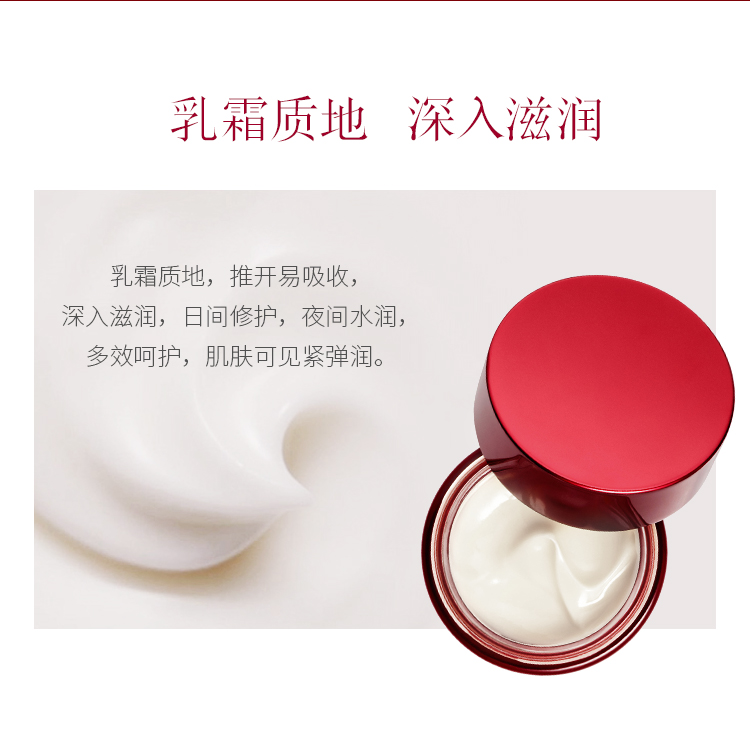 乳霜质地 深入滋润
乳霜质地，推开易吸收，
深入滋润，日间修护，夜间水润，
多效呵护，肌肤可见紧弹润。